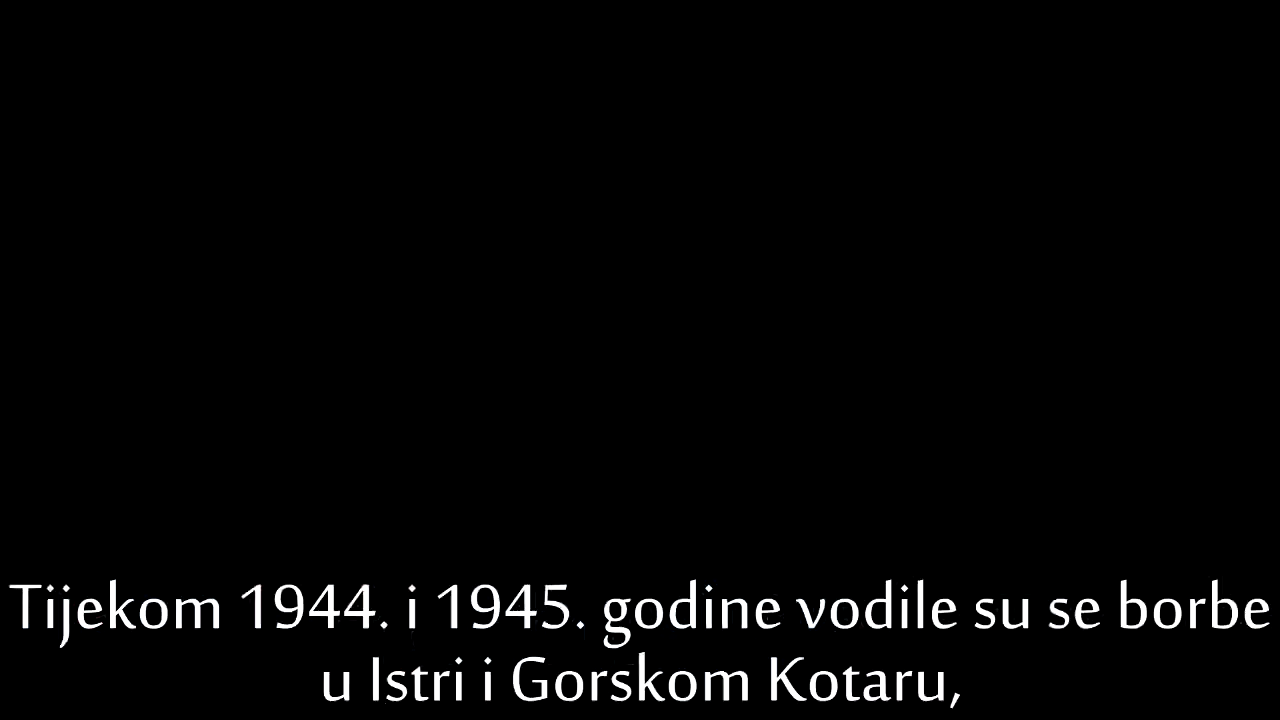 Tijekom 1944. i 1945. godine vodile su se borbe
u Istri i Gorskom Kotaru,